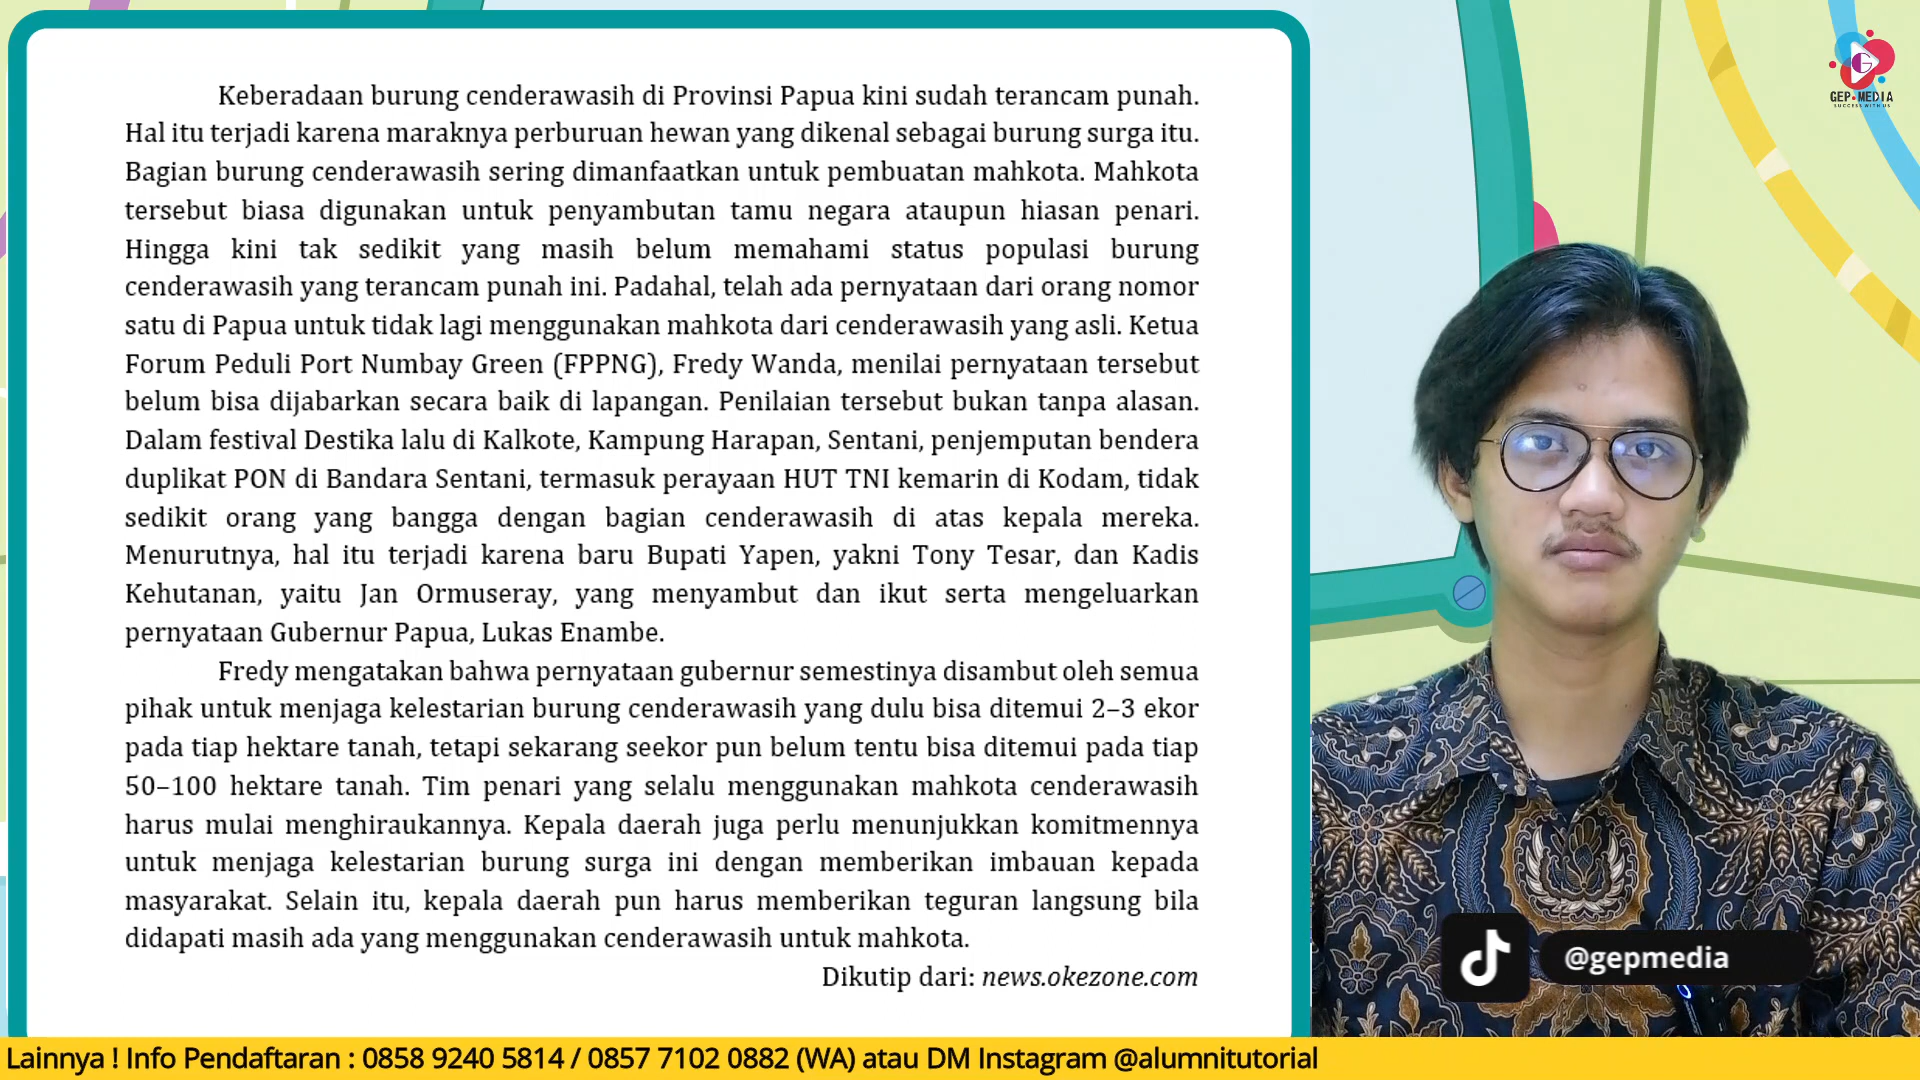 Keberadaan burung cenderawasih di Provinsi Papua kini sudah terancam punah.
Hal itu terjadi karena maraknya perburuan hewan yang dikenal sebagai burung surga itu.
Bagian burung cenderawasih sering dimanfaatkan untuk pembuatan mahkota. Mahkota
tersebut biasa digunakan untuk penyambutan tamu negara ataupun hiasan penari.
Hingga kini tak sedikit yang masih belum memahami status populasi burung
cenderawasih yang terancam punah ini. Padahal, telah ada pernyataan dari orang nomor
satu di Papua untuk tidak lagi menggunakan mahkota dari cenderawasih yang asli. Ketua
Forum Peduli Port Numbay Green (FPPNG), Fredy Wanda, menilai pernyataan tersebut
belum bisa dijabarkan secara baik di lapangan. Penilaian tersebut bukan tanpa alasan.
Dalam festival Destika lalu di Kalkote, Kampung Harapan, Sentani, penjemputan bendera
duplikat PON di Bandara Sentani, termasuk perayaan HUT TNI kemarin di Kodam, tidak
sedikit orang yang bangga dengan bagian cenderawasih di atas kepala mereka.
Menurutnya, hal itu terjadi karena baru Bupati Yapen, yakni Tony Tesar, dan Kadis
Kehutanan, yaitu Jan Ormuseray, yang menyambut dan ikut serta mengeluarkan
pernyataan Gubernur Papua, Lukas Enambe.
Fredy mengatakan bahwa pernyataan gubernur semestinya disambut oleh semua
pihak untuk menjaga kelestarian burung cenderawasih yang dulu bisa ditemui 2–3 ekor
pada tiap hektare tanah, tetapi sekarang seekor pun belum tentu bisa ditemui pada tiap
50–100 hektare tanah. Tim penari yang selalu menggunakan mahkota cenderawasih
harus mulai menghiraukannya. Kepala daerah juga perlu menunjukkan komitmennya
untuk menjaga kelestarian burung surga ini dengan memberikan imbauan kepada
masyarakat. Selain itu, kepala daerah pun harus memberikan teguran langsung bila
didapati masih ada yang menggunakan cenderawasih untuk mahkota.
Dikutip dari: news.okezone.com
GEP MEDIA
SUCCESS WITH US
@gepmedia
Lainnya ! Info Pendaftaran : 0858 9240 5814 / 0857 7102 0882 (WA) atau DM Instagram @alumnitutorial